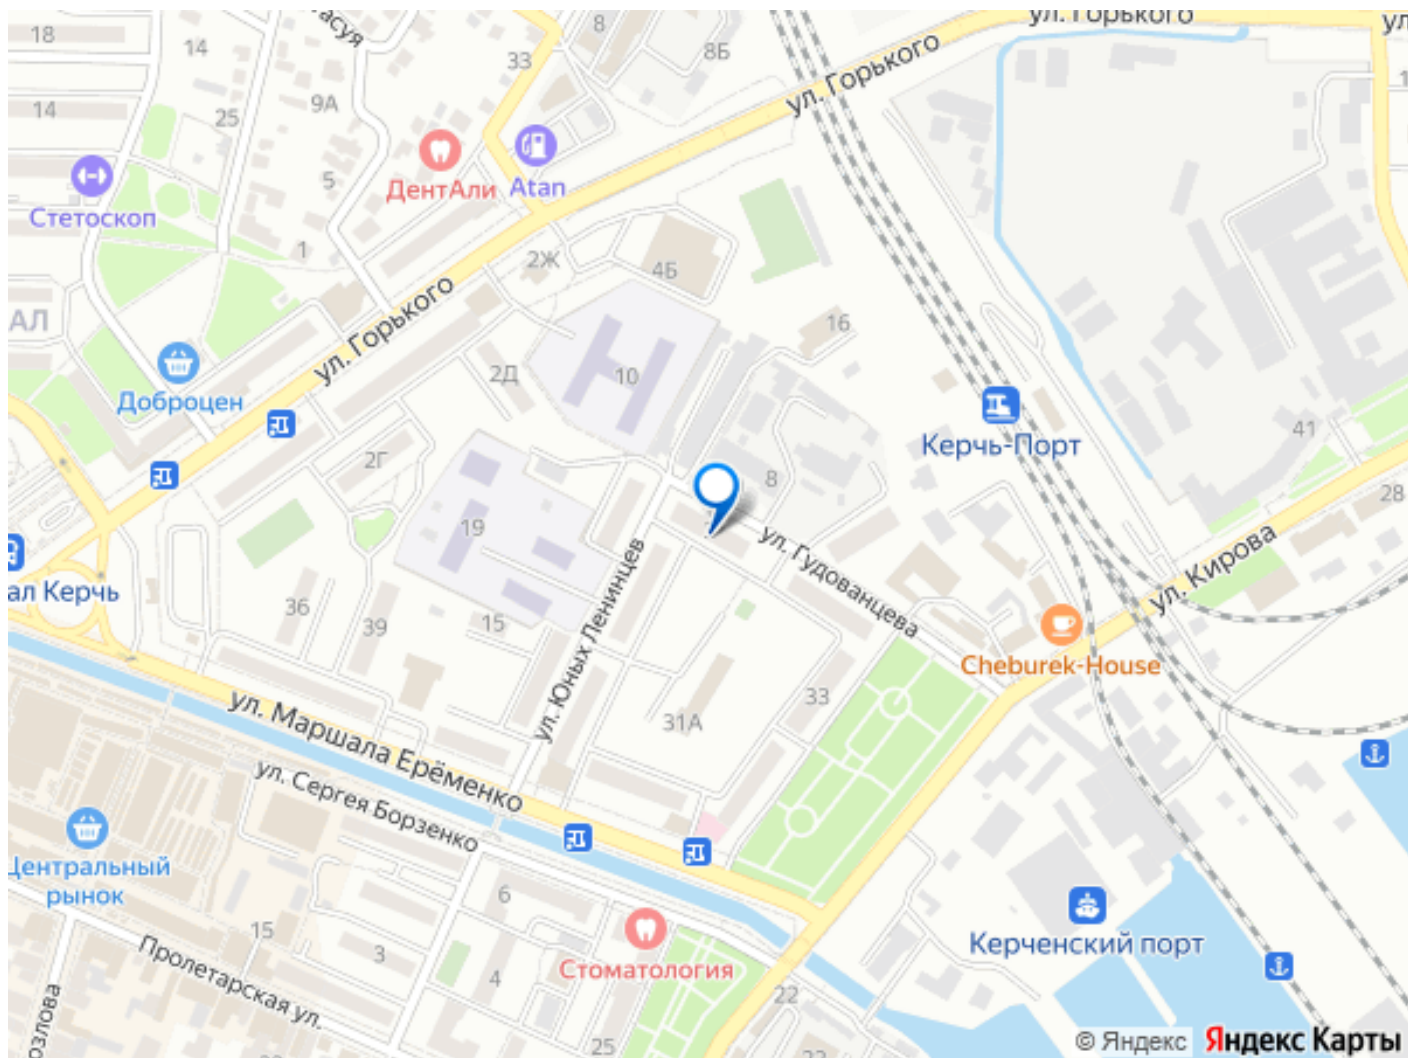 ул. Горького
18
14
33
8
8Б
ул. Горького
14
25
9А
5
ДентАли
Atan
Стетоскоп
1
2Ж
4Б
АЛ
ул. Горького
16
2Д
10
Доброцен
Керчь-Порт
41
2Г
8
28
19
ул. Гудованцева
ул. Кирова
ал Керчь
36
39
15
ул. Юных Ленинцев
Cheburek-House
33
31А
ул. Маршала Ерёменко
ул. Сергея Борзенко
Центральный
рынок
6
15
3
4
Пролетарская ул.
Стоматология
Керченский порт
22
25
© Яндекс
Яндекс Карты